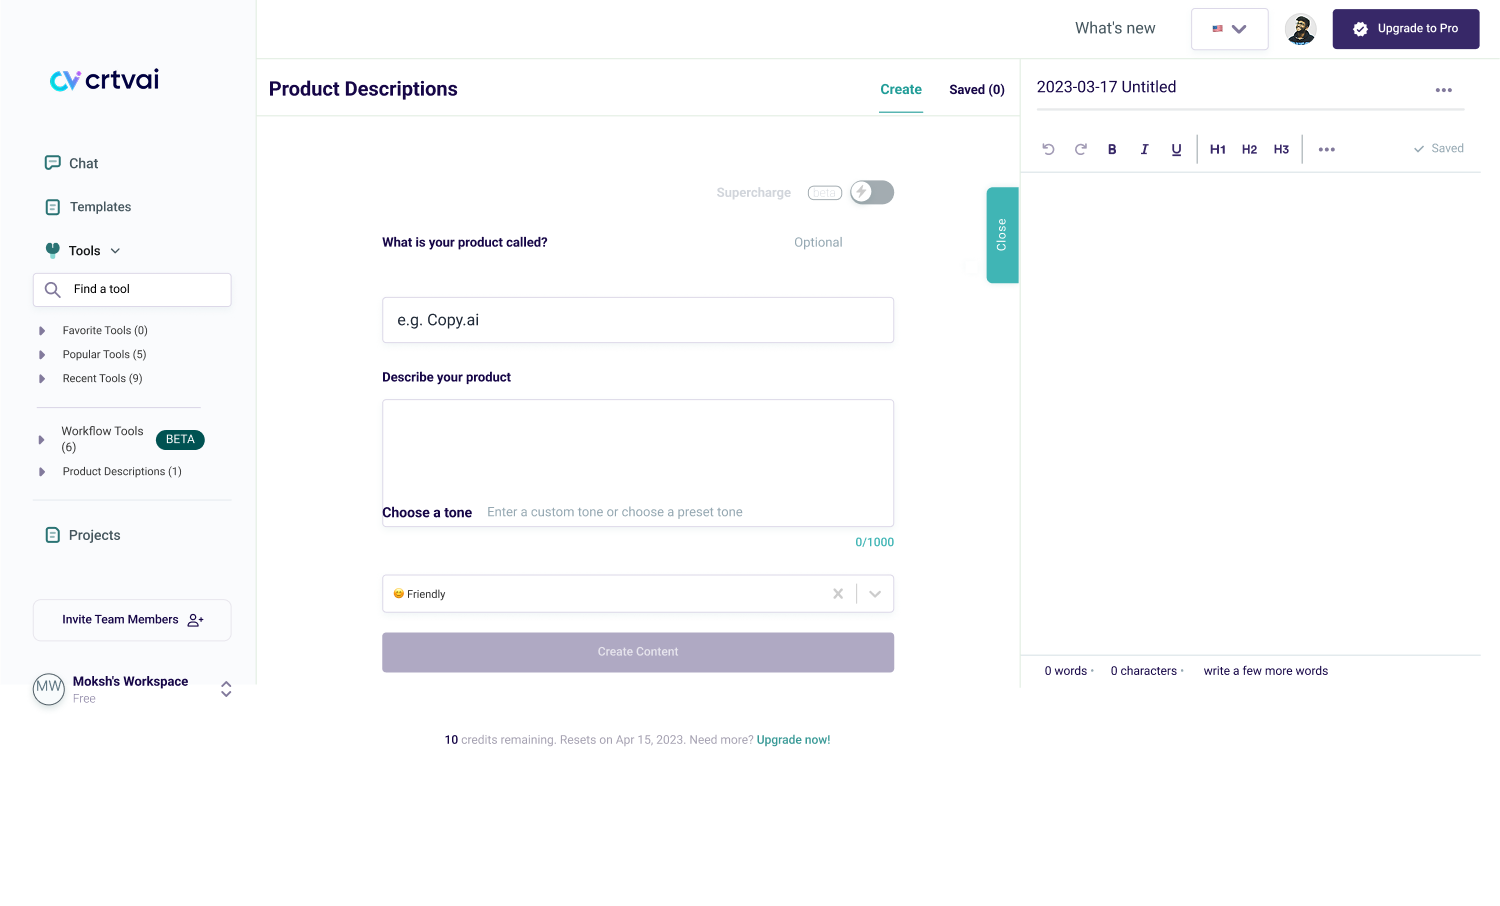 What's new
Upgrade to Pro
crtvai
Chat
Templates
Tools
Find a tool
Favorite Tools (0)
Popular Tools (5)
Recent Tools (9)
Workflow Tools
(6)
BETA
Product Descriptions (1)
Projects
Invite Team Members
MW
Moksh's Workspace
Free
Product Descriptions
Create
Saved (0)
Supercharge
beta
What is your product called?
Optional
e.g. Copy.ai
Describe your product
Choose a tone
Enter a custom tone or choose a preset tone
0/1000
Friendly
Create Content
10 credits remaining. Resets on Apr 15, 2023. Need more? Upgrade now!
Close
2023-03-17 Untitled
B I U H1 H2 H3
Saved
0 words · 0 characters · write a few more words